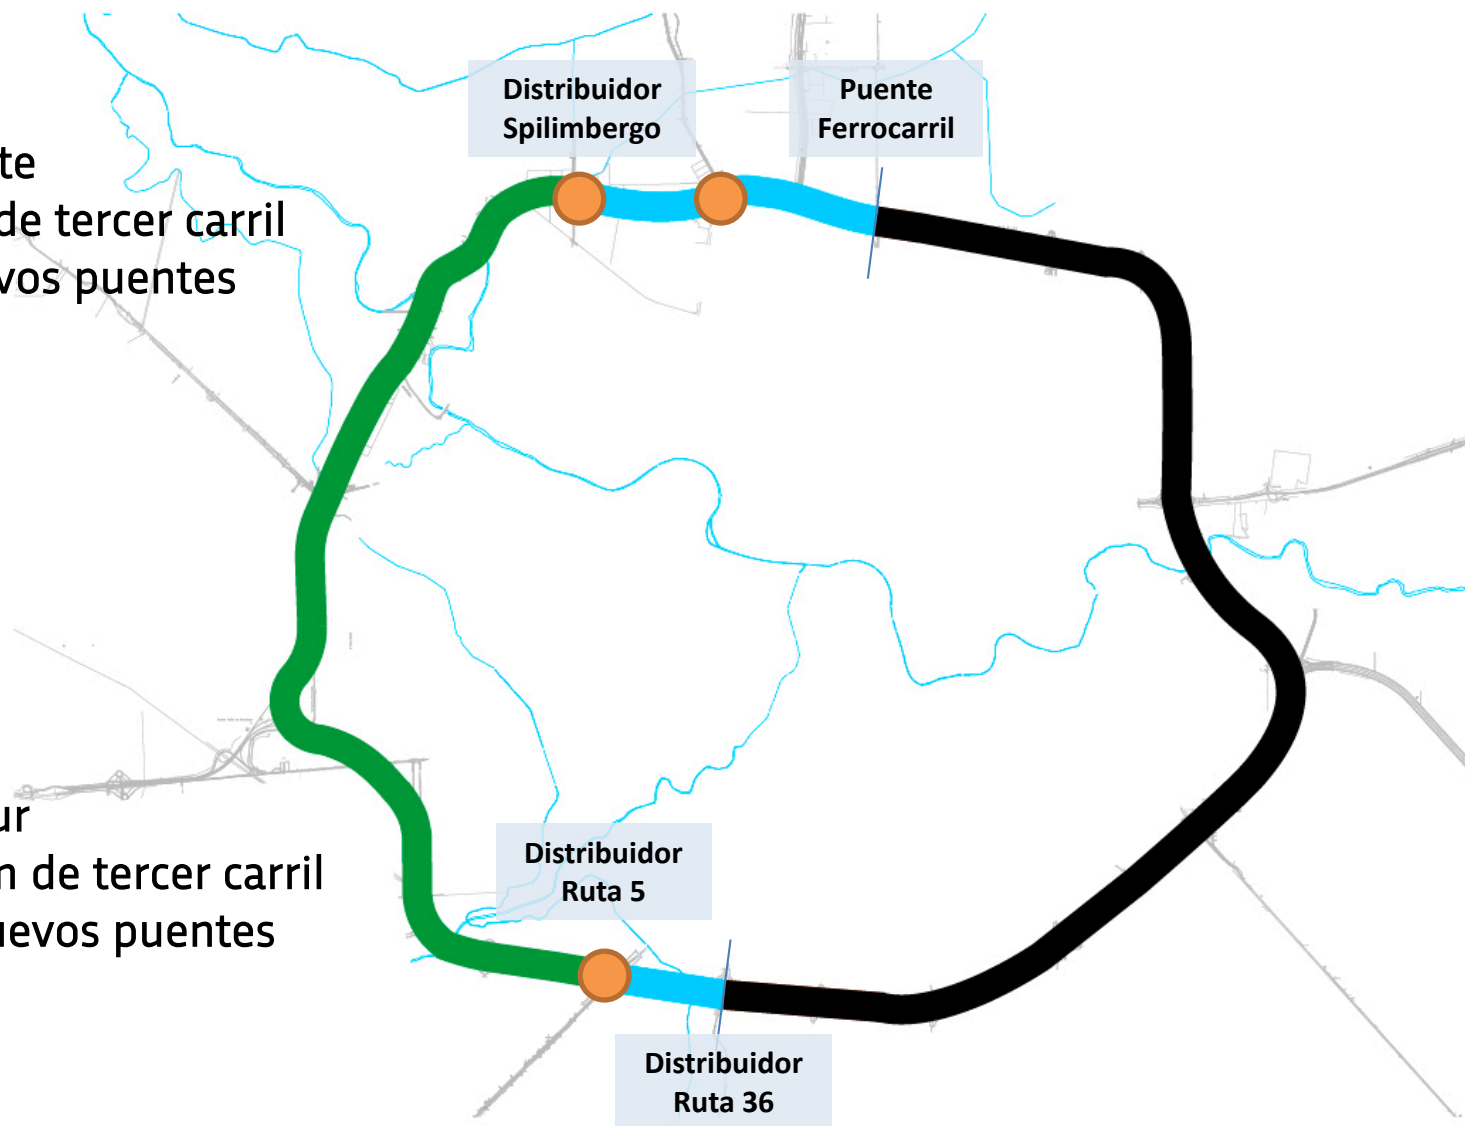 Distribuidor
Spilimbergo
Puente
Ferrocarril
te
de tercer carril
vos puentes
ur
n de tercer carril
uevos puentes
Distribuidor
Ruta 5
Distribuidor
Ruta 36